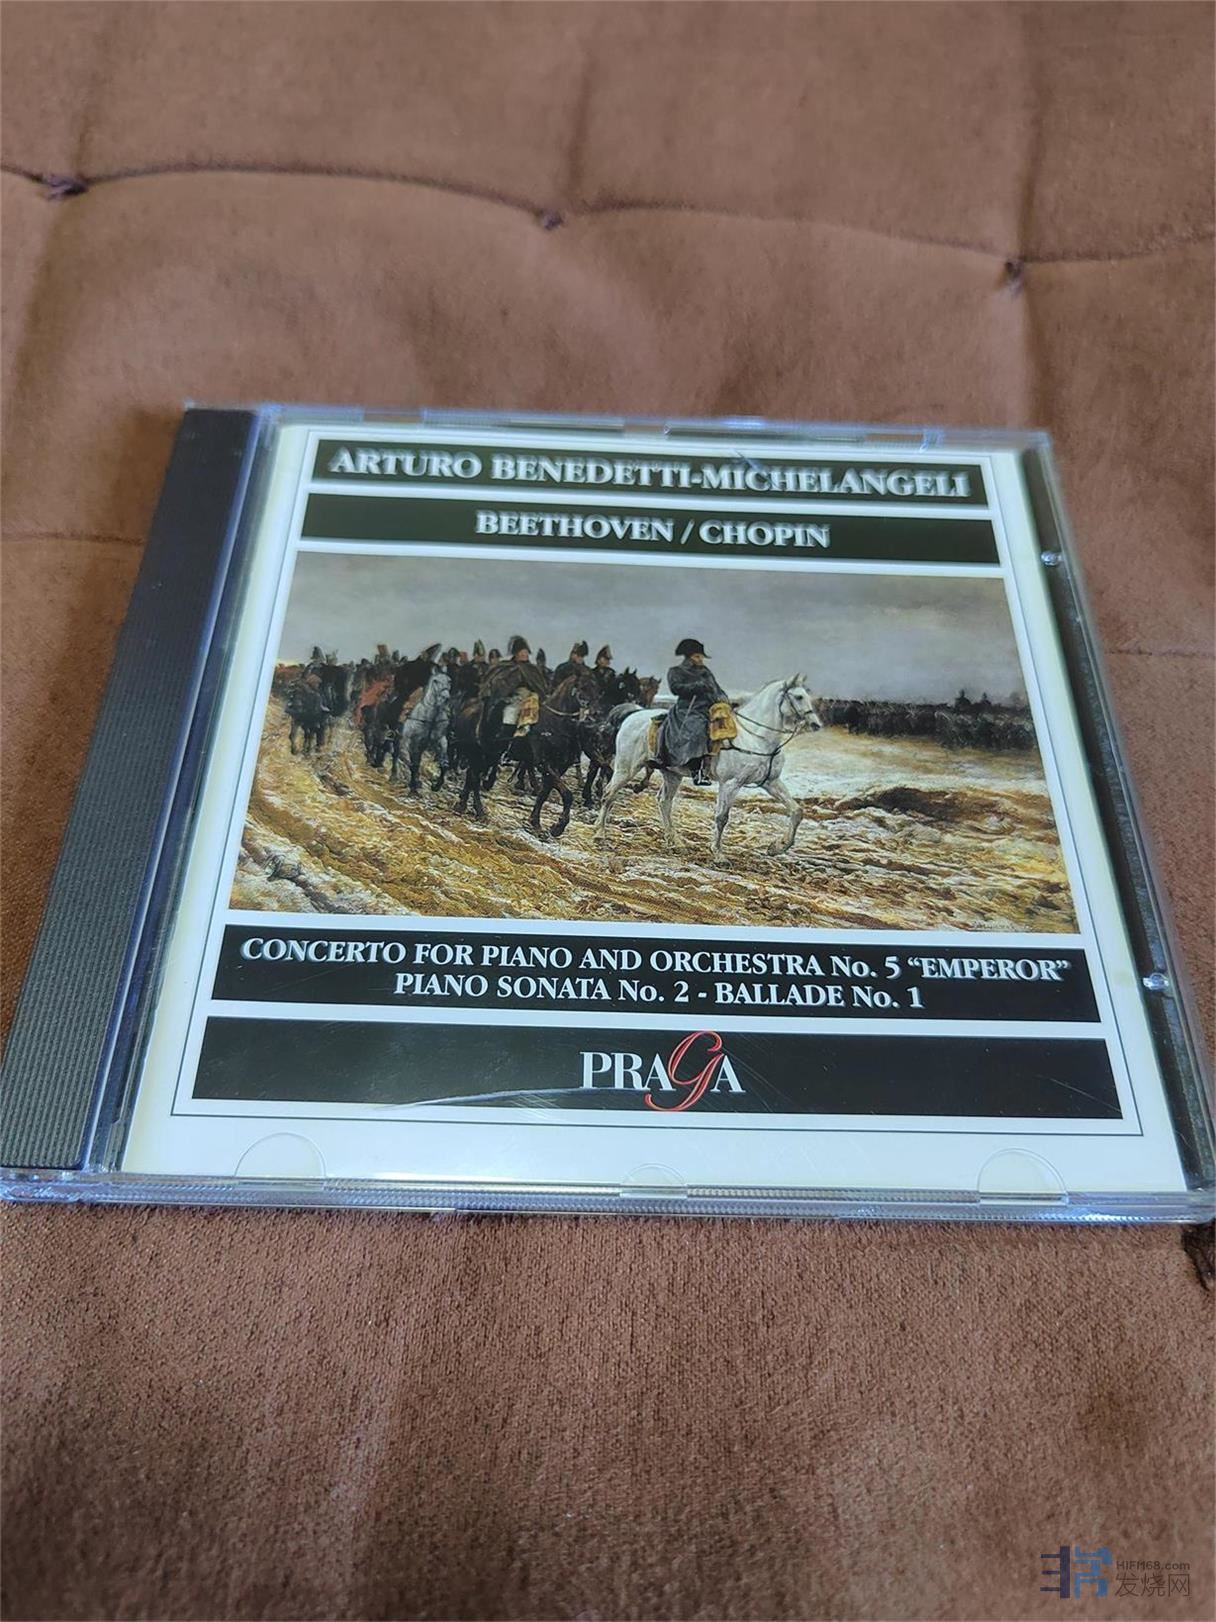 ARTURO BENEDETTI-MICHELANGELI
BEETHOVEN / CHOPIN
CONCERTO FOR PIANO AND ORCHESTRA No. 5 “EMPEROR”
PIANO SONATA No. 2 - BALLADE No. 1
PRAGA
HIFI168.com
发烧网